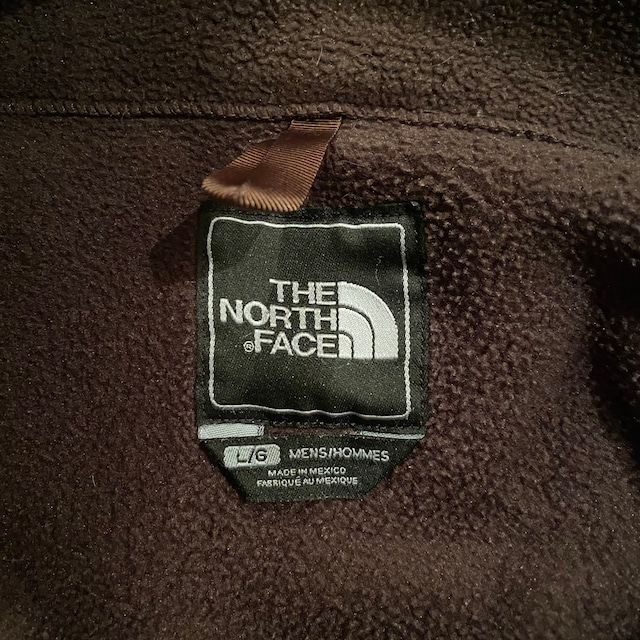 THE
NORTH
®FACE
L/G MENS/HOMMES
MADE IN MEXICO
FABRIQUÉ AU MEXIQUE